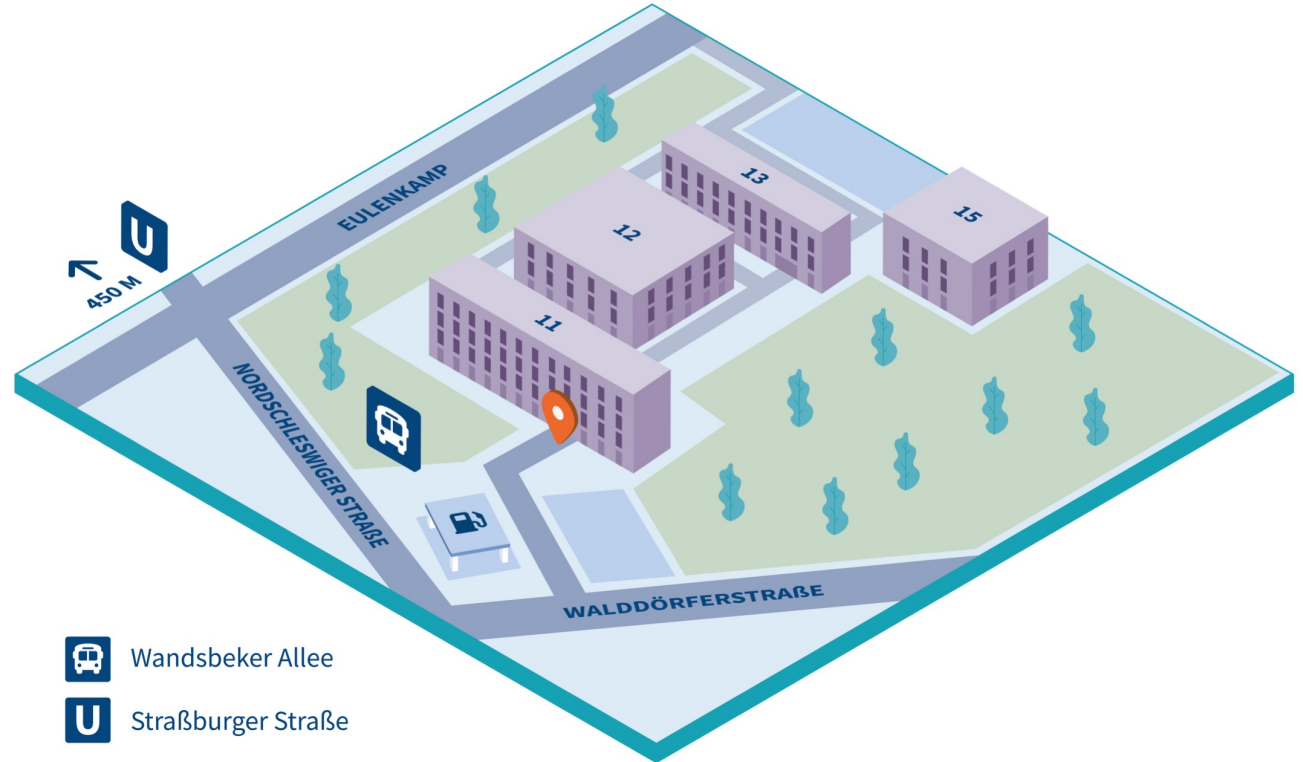 EULENKAMP
13
15
12
U
450 M
11
NORDSCHLESWIGER STRAßE
WALDDÖRFERSTRAßE
Wandsbeker Allee
U Straßburger Straße